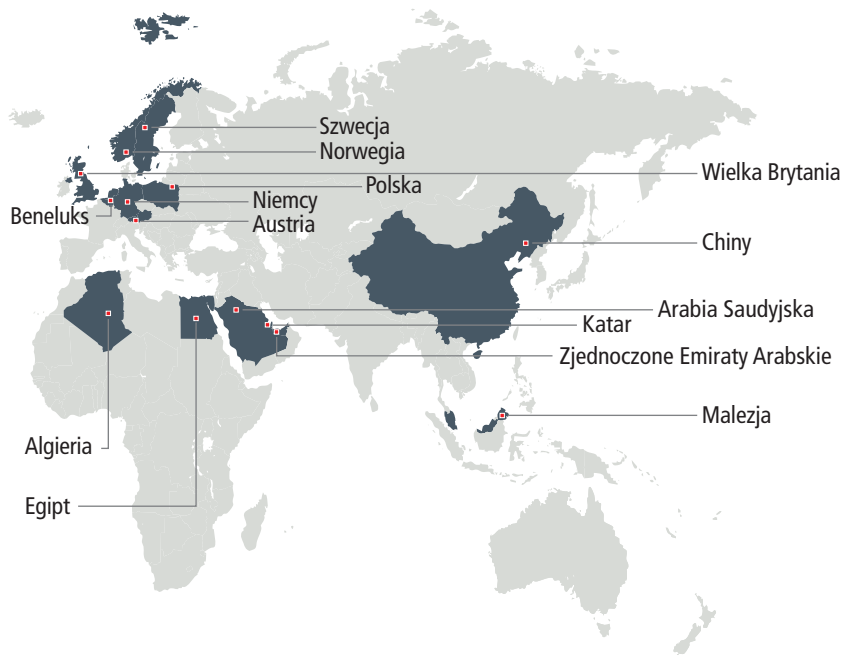 Szwecja
Norwegia
Wielka Brytania
Polska
Niemcy
Beneluks
Austria
Chiny
Arabia Saudyjska
Katar
Zjednoczone Emiraty Arabskie
Malezja
Algieria
Egipt